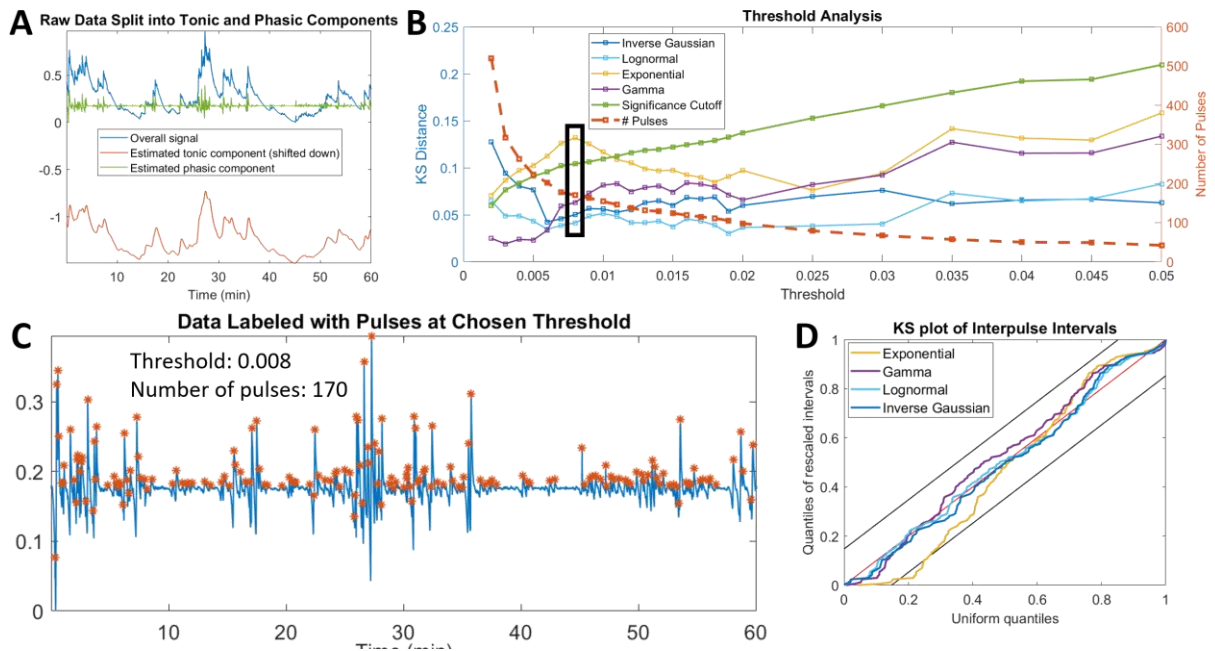 A
Raw Data Split into Tonic and Phasic Components
0.5
0
-0.5
-1
Overall signal
Estimated tonic component (shifted down)
Estimated phasic component
10 20 30 40 50 60
Time (min)
B
Threshold Analysis
KS Distance
0.25
0.2
0.15
0.1
0.05
0
Inverse Gaussian
Lognormal
Exponential
Gamma
Significance Cutoff
# Pulses
600
500
400
300
200
100
0
Number of Pulses
0 0.005 0.01 0.015 0.02 0.025 0.03 0.035 0.04 0.045 0.05
Threshold
C
Data Labeled with Pulses at Chosen Threshold
Threshold: 0.008
Number of pulses: 170
0.3
0.2
0.1
0
10 20 30 40 50 60
Time (min)
D
KS plot of Interpulse Intervals
Quantiles of rescaled intervals
1
0.8
0.6
0.4
0.2
0
Exponential
Gamma
Lognormal
Inverse Gaussian
0 0.2 0.4 0.6 0.8 1
Uniform quantiles